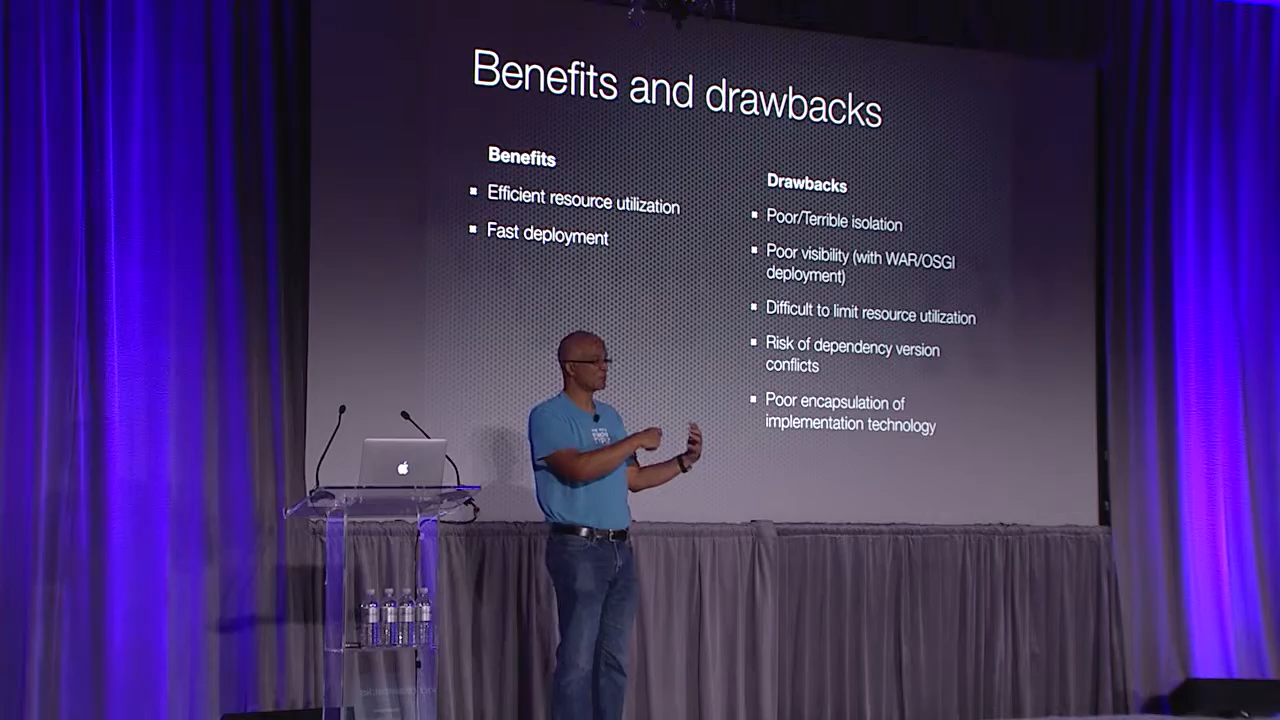 Benefits and drawbacks
Benefits
Efficient resource utilization
Fast deployment
Drawbacks
Poor/Terrible isolation
Poor visibility (with WAR/OSGI
deployment)
Difficult to limit resource utilization
Risk of dependency version
conflicts
Poor encapsulation of
implementation technology